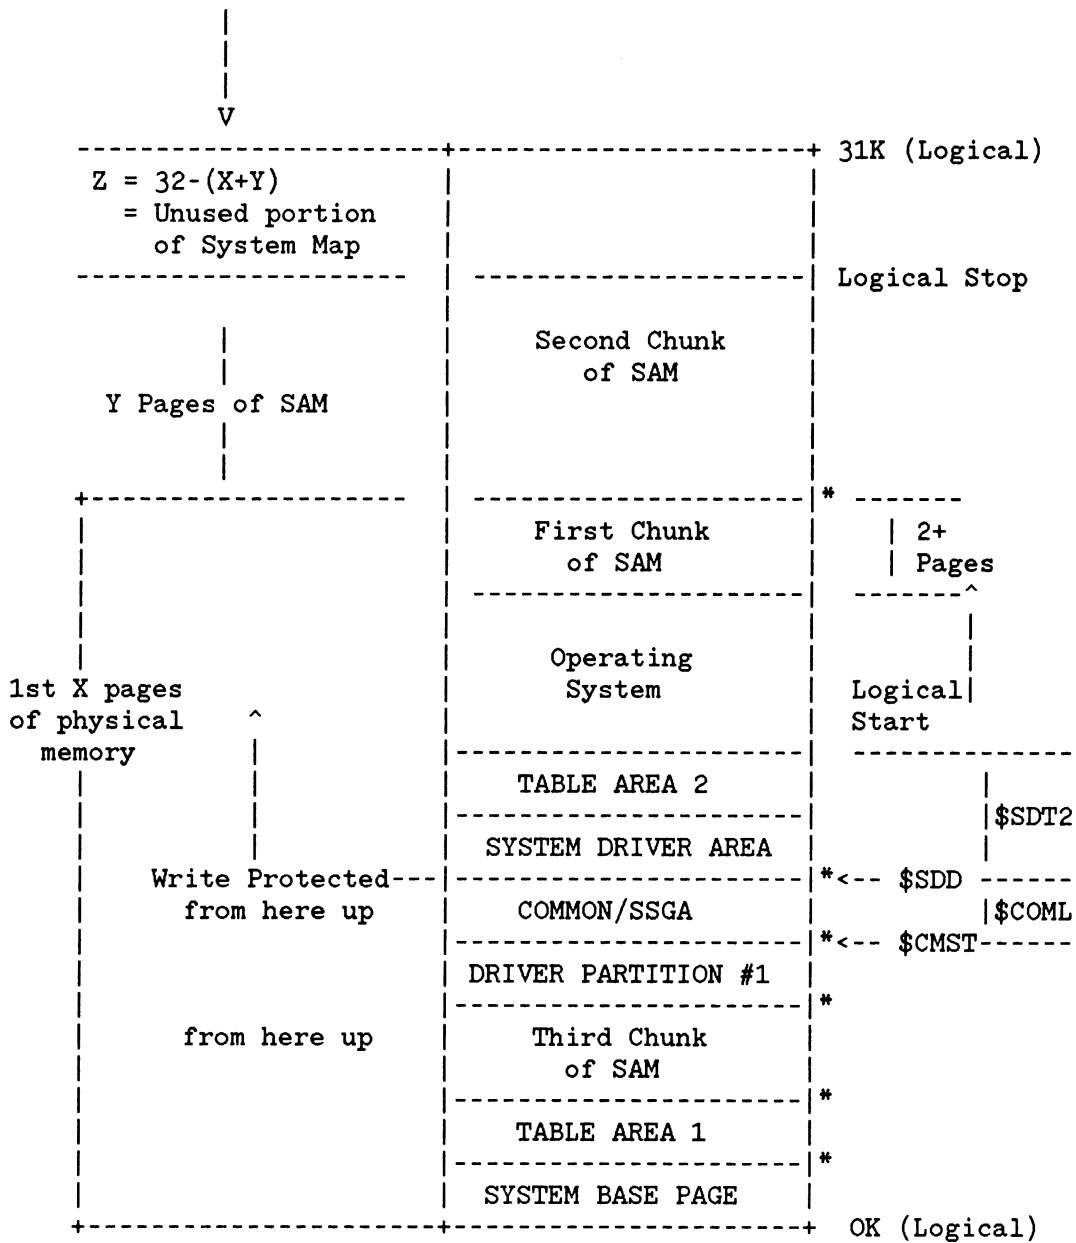 V
31K (Logical)
Z = 32-(X+Y)
= Unused portion
of System Map
Logical Stop
Second Chunk
of SAM
Y Pages of SAM
*
First Chunk 2+
of SAM Pages
^
Operating
System
1st X pages Logical
of physical ^ Start
memory
TABLE AREA 2
$SDT2
SYSTEM DRIVER AREA
Write Protected--- *<-- $SDD
from here up COMMON/SSGA $COML
*<-- $CMST
DRIVER PARTITION #1
*
from here up Third Chunk
of SAM
*
TABLE AREA 1
*
SYSTEM BASE PAGE
OK (Logical)